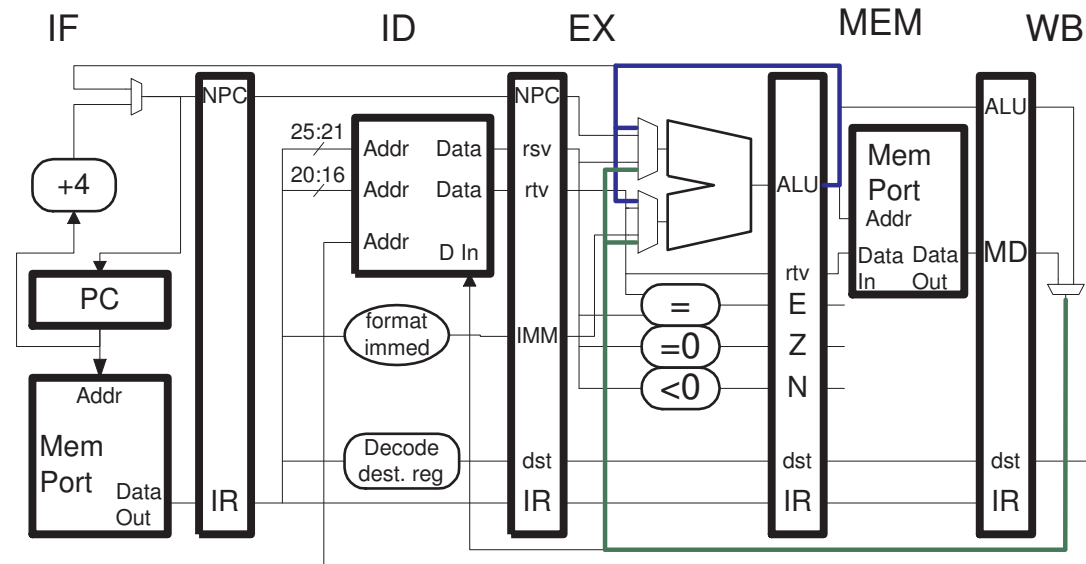 IF
ID
EX
MEM
WB
NPC
NPC
ALU
25:21
Addr
Data
rsv
20:16
Addr
Data
rtv
Addr
D In
+4
PC
Addr
Mem
Port
Data
Out
IR
format
immed
IMM
Decode
dest. reg
dst
IR
=
=0
<0
ALU
rtv
E
Z
N
dst
IR
Mem
Port
Addr
Data
In
Data
Out
MD
dst
IR